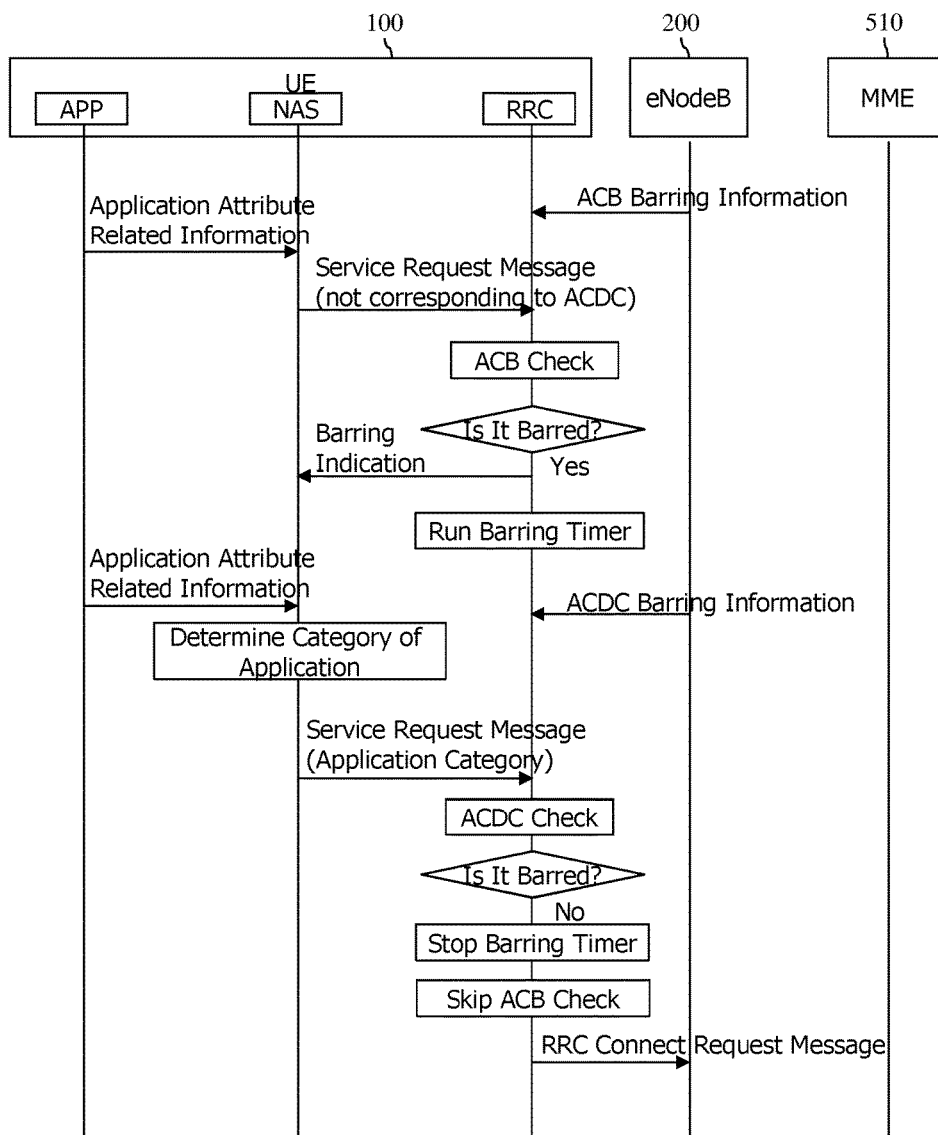 100
200
510
UE
APP
NAS
RRC
eNodeB
MME
ACB Barring Information
Application Attribute
Related Information
Service Request Message
(not corresponding to ACDC)
ACB Check
Is It Barred?
Barring
Indication
Yes
Run Barring Timer
Application Attribute
Related Information
ACDC Barring Information
Determine Category of
Application
Service Request Message
(Application Category)
ACDC Check
Is It Barred?
No
Stop Barring Timer
Skip ACB Check
RRC Connect Request Message